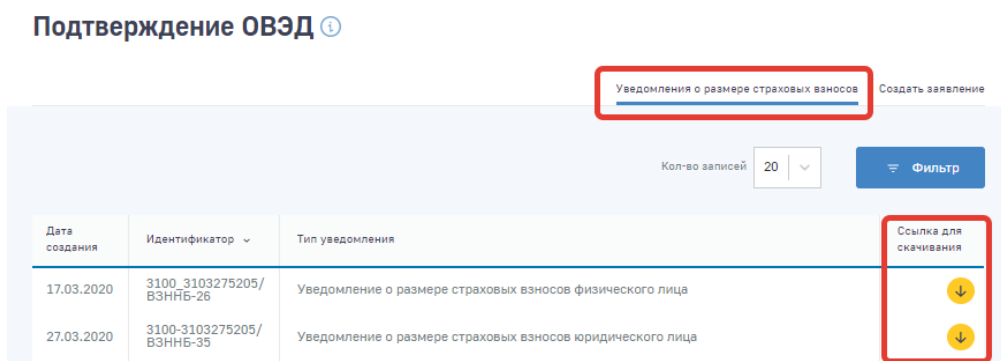 Подтверждение ОВЭД
Уведомления о размере страховых взносов Создать заявление
Кол-во записей 20 Фильтр
Дата создания Идентификатор Тип уведомления Ссылка для скачивания
17.03.2020 3100_3103275205/ВЗННБ-26 Уведомление о размере страховых взносов физического лица
27.03.2020 3100-3103275205/ВЗННБ-35 Уведомление о размере страховых взносов юридического лица